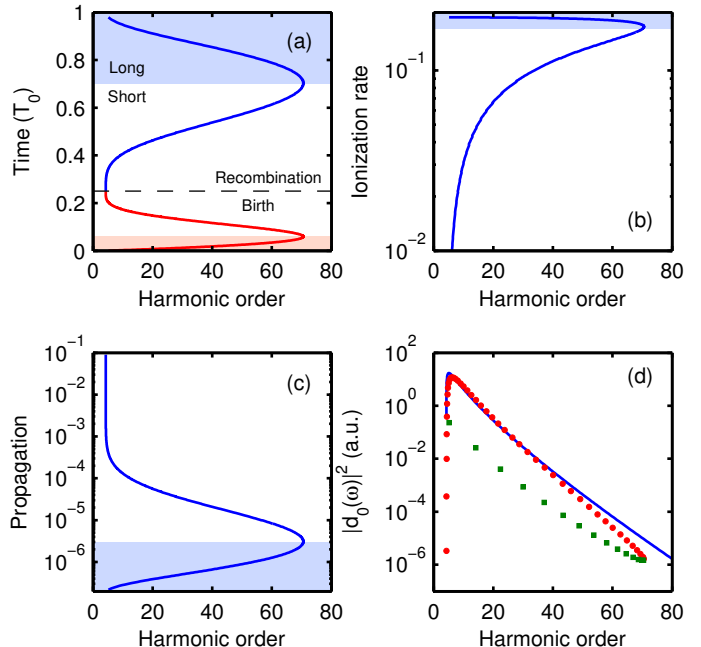 1
0.8
0.6
0.4
0.2
0
Time (T0)
(a)
Long
Short
Recombination
Birth
0 20 40 60 80
Harmonic order
10^-1
10^-2
Ionization rate
(b)
0 20 40 60 80
Harmonic order
10^-1
10^-2
10^-3
10^-4
10^-5
10^-6
Propagation
(c)
0 20 40 60 80
Harmonic order
10^2
10^0
10^-2
10^-4
10^-6
|d0(ω)|^2 (a.u.)
(d)
0 20 40 60 80
Harmonic order